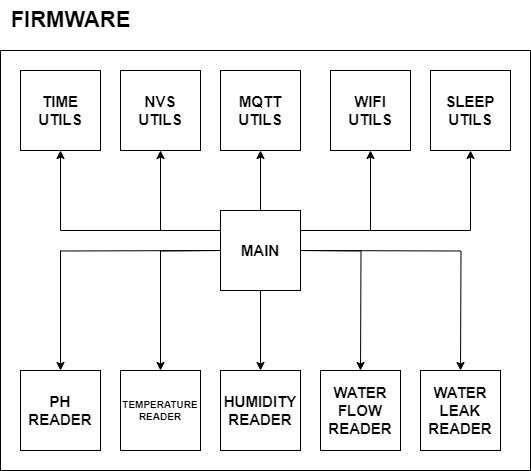 FIRMWARE
TIME
UTILS
NVS
UTILS
MQTT
UTILS
WIFI
UTILS
SLEEP
UTILS
MAIN
PH
READER
TEMPERATURE
READER
HUMIDITY
READER
WATER
FLOW
READER
WATER
LEAK
READER